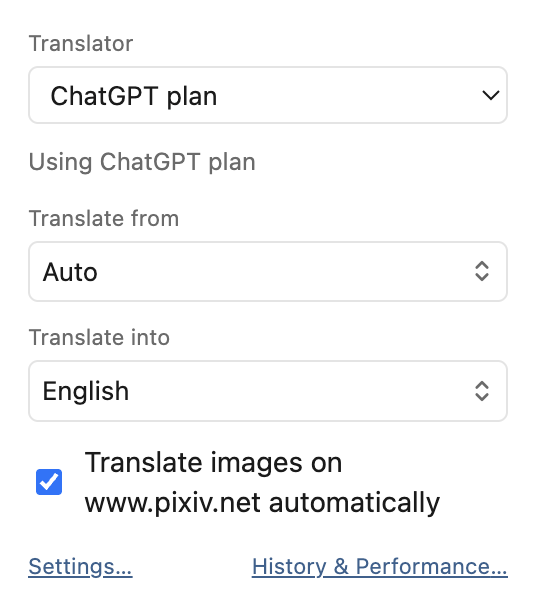 Translator
ChatGPT plan
Using ChatGPT plan
Translate from
Auto
Translate into
English
Translate images on
www.pixiv.net automatically
Settings...
History & Performance...